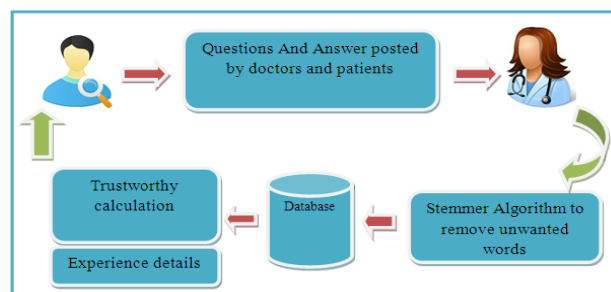 Questions And Answer posted
by doctors and patients
Trustworthy
calculation
Experience details
Database
Stemmer Algorithm to
remove unwanted
words